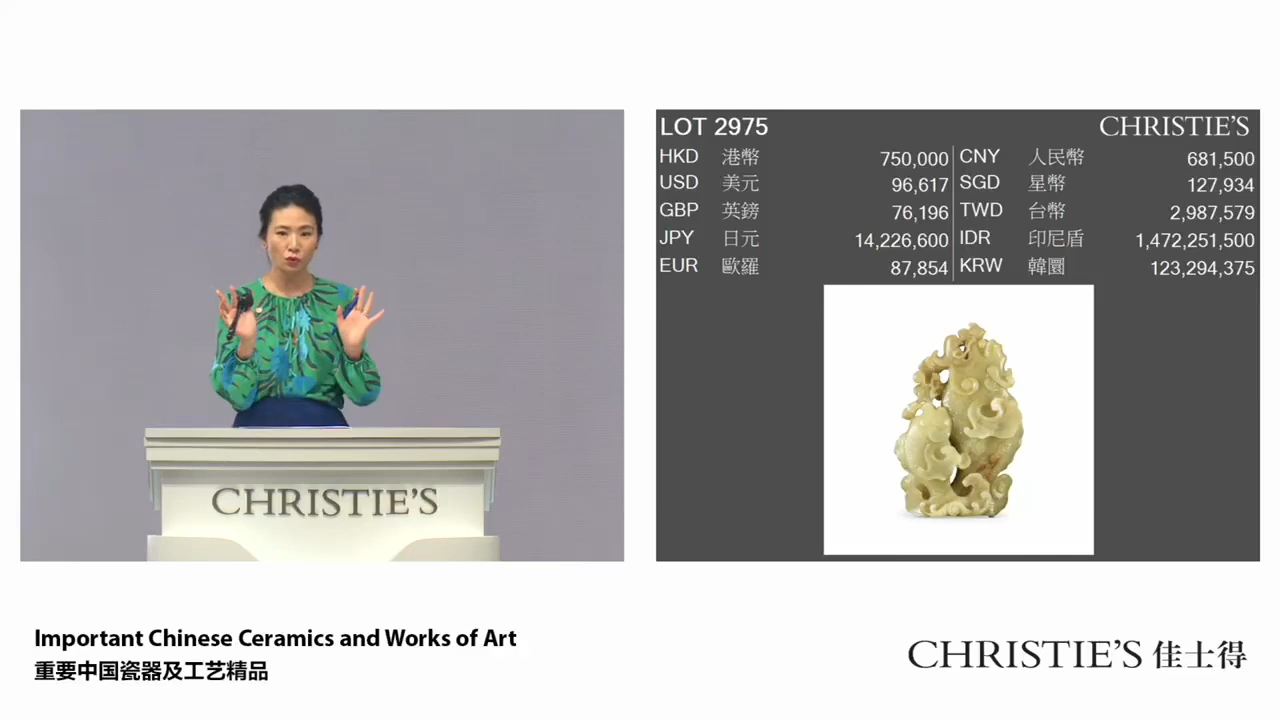 LOT 2975
CHRISTIE'S
HKD 港幣 750,000 CNY 人民幣 681,500
USD 美元 96,617 SGD 星幣 127,934
GBP 英鎊 76,196 TWD 台幣 2,987,579
JPY 日元 14,226,600 IDR 印尼盾 1,472,251,500
EUR 歐羅 87,854 KRW 韓圜 123,294,375
CHRISTIE'S
Important Chinese Ceramics and Works of Art
重要中国瓷器及工艺精品
CHRISTIE'S 佳士得